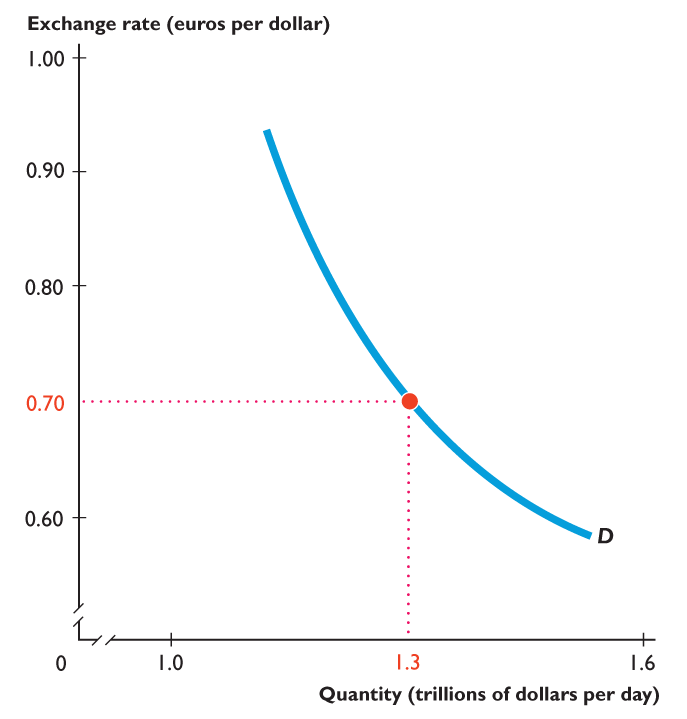 Exchange rate (euros per dollar)
1.00
0.90
0.80
0.70
0.60
D
0 1.0 1.3 1.6
Quantity (trillions of dollars per day)